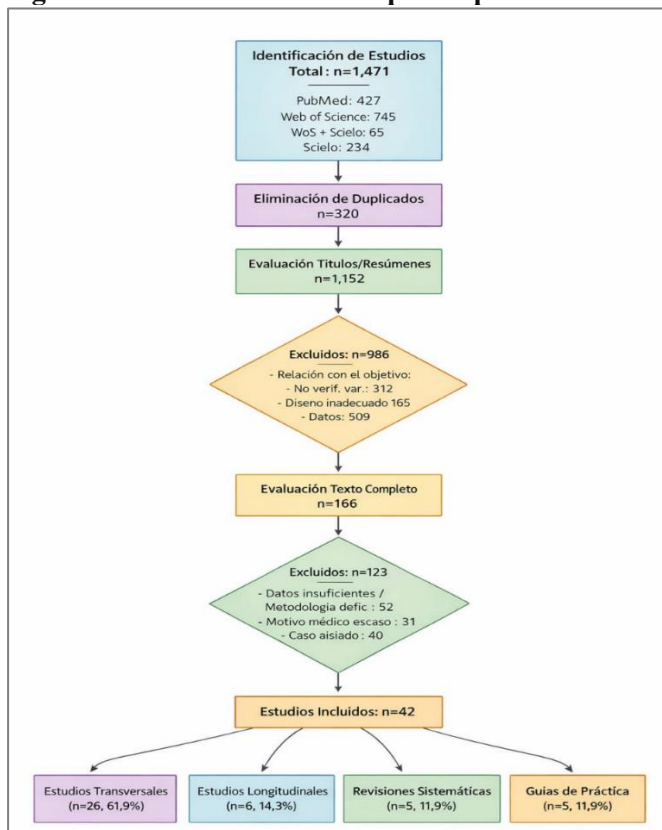 Identificación de Estudios
Total : n=1,471
PubMed: 427
Web of Science: 745
WoS + Scielo: 65
Scielo: 234
Eliminación de Duplicados
n=320
Evaluación Titulos/Resúmenes
n=1,152
Excluidos: n=986
- Relación con el objetivo:
- No verif. var.: 312
- Diseno inadecuado 165
- Datos: 509
Evaluación Texto Completo
n=166
Excluidos: n=123
- Datos insuficientes /
Metodologia defic : 52
- Motivo médico escaso : 31
- Caso aisiado : 40
Estudios Incluidos: n=42
Estudios Transversales
(n=26, 61,9%)
Estudios Longitudinales
(n=6, 14,3%)
Revisiones Sistemáticas
(n=5, 11,9%)
Guias de Práctica
(n=5, 11,9%)